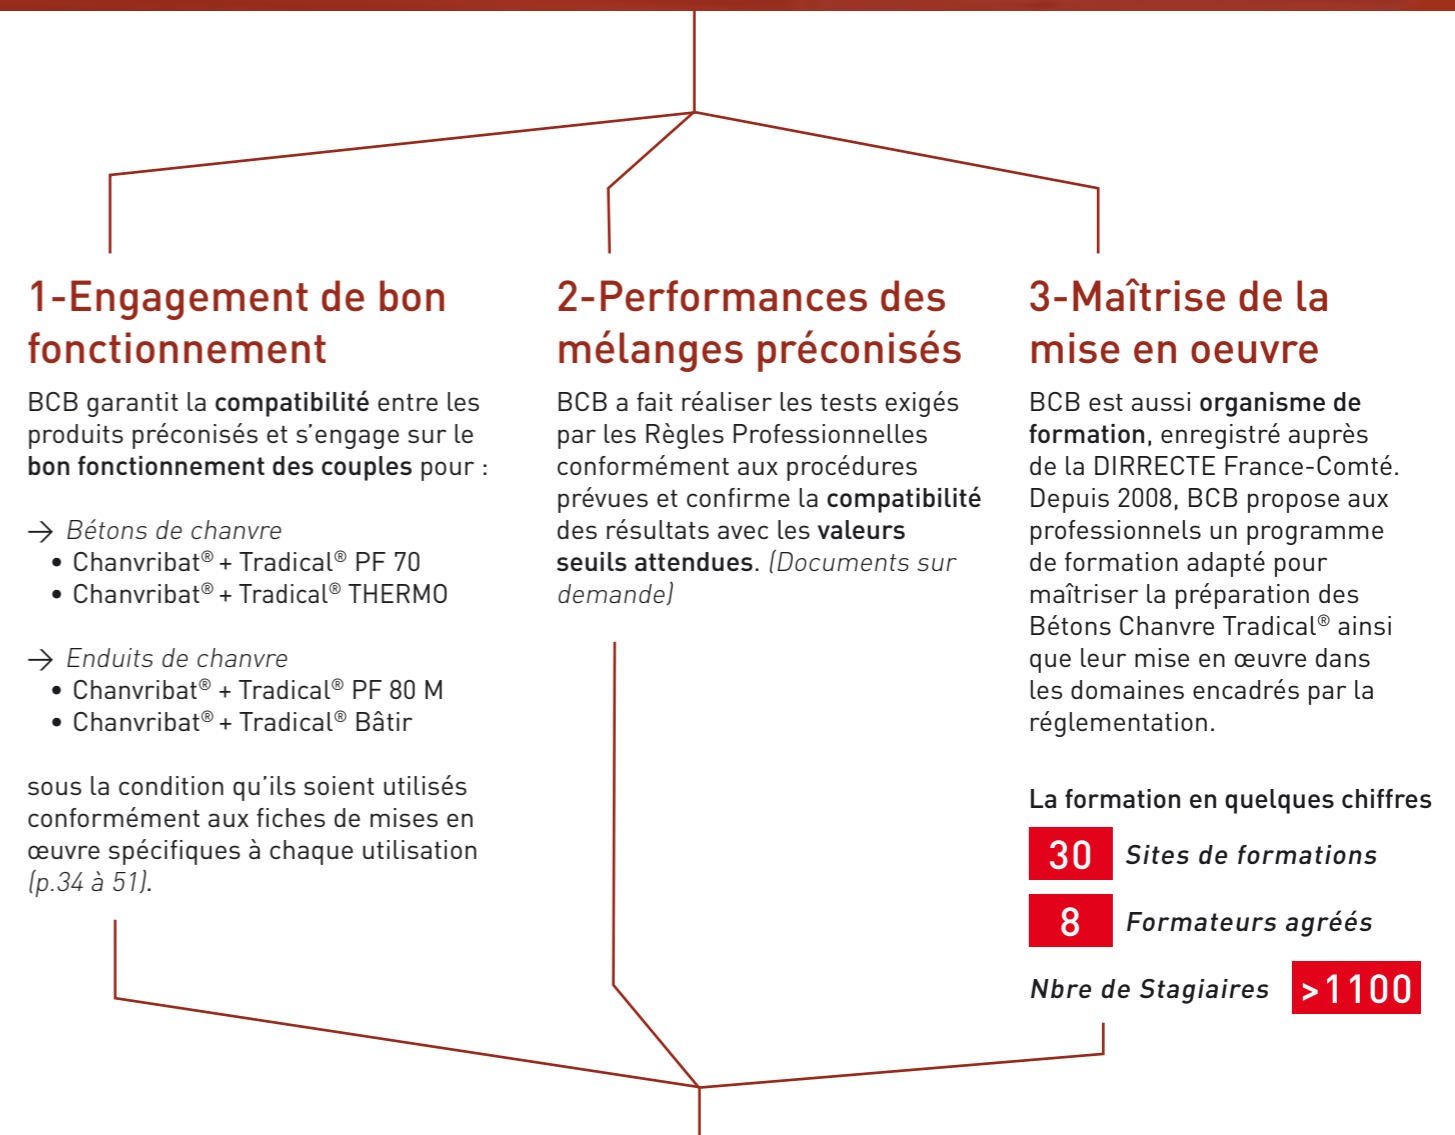 1-Engagement de bon
fonctionnement
BCB garantit la compatibilité entre les
produits préconisés et s'engage sur le
bon fonctionnement des couples pour :
→ Bétons de chanvre
• Chanvribat® + Tradical® PF 70
• Chanvribat® + Tradical® THERMO
→ Enduits de chanvre
• Chanvribat® + Tradical® PF 80 M
• Chanvribat® + Tradical® Bâtir
sous la condition qu'ils soient utilisés
conformément aux fiches de mises en
œuvre spécifiques à chaque utilisation
(p.34 à 51).
2-Performances des
mélanges préconisés
BCB a fait réaliser les tests exigés
par les Règles Professionnelles
conformément aux procédures
prévues et confirme la compatibilité
des résultats avec les valeurs
seuils attendues. (Documents sur
demande)
3-Maîtrise de la
mise en oeuvre
BCB est aussi organisme de
formation, enregistré auprès
de la DIRRECTE France-Comté.
Depuis 2008, BCB propose aux
professionnels un programme
de formation adapté pour
maîtriser la préparation des
Bétons Chanvre Tradical® ainsi
que leur mise en œuvre dans
les domaines encadrés par la
réglementation.
La formation en quelques chiffres
30 Sites de formations
8 Formateurs agréés
Nbre de Stagiaires >1100